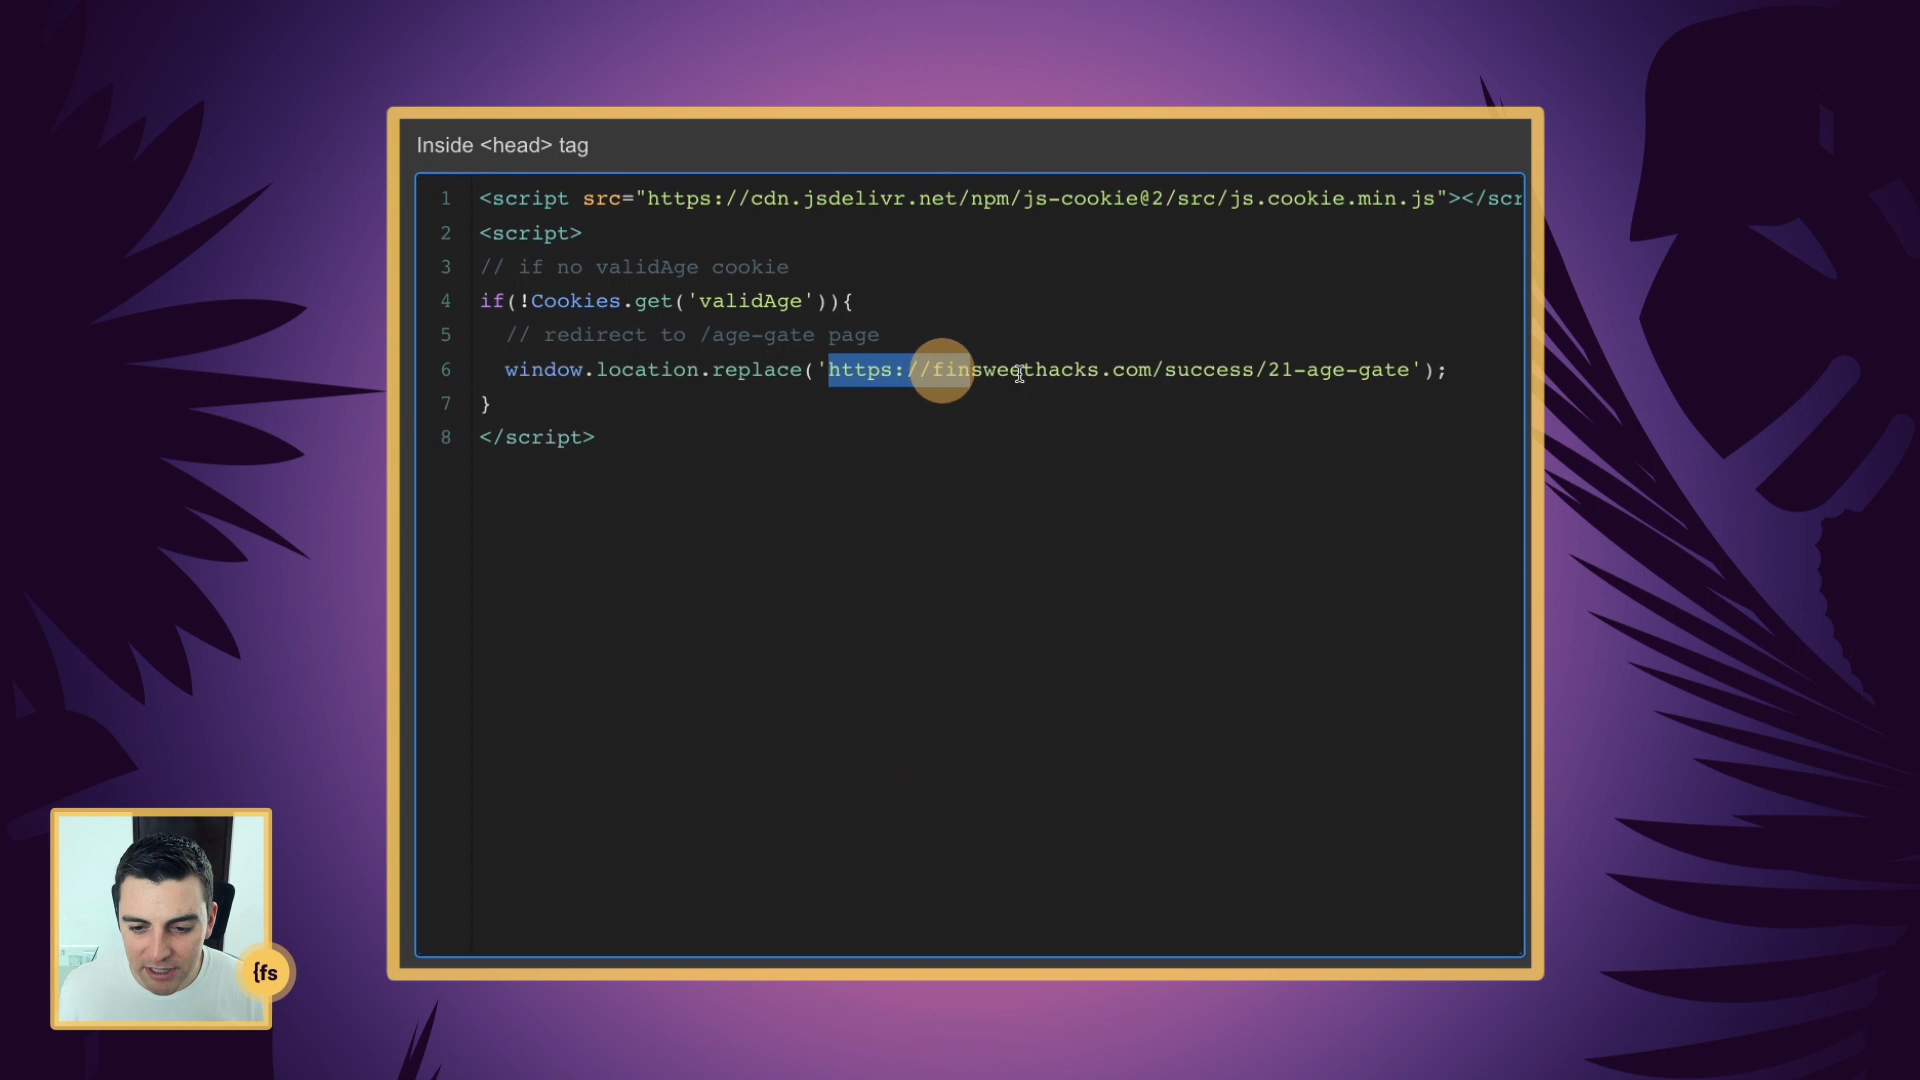 Inside <head> tag
1 <script src="https://cdn.jsdelivr.net/npm/js-cookie@2/src/js.cookie.min.js"></scr
2 <script>
3 // if no validAge cookie
4 if(!Cookies.get('validAge')){
5 // redirect to /age-gate page
6 window.location.replace('https://finsweethacks.com/success/21-age-gate');
7 }
8 </script>
{fs